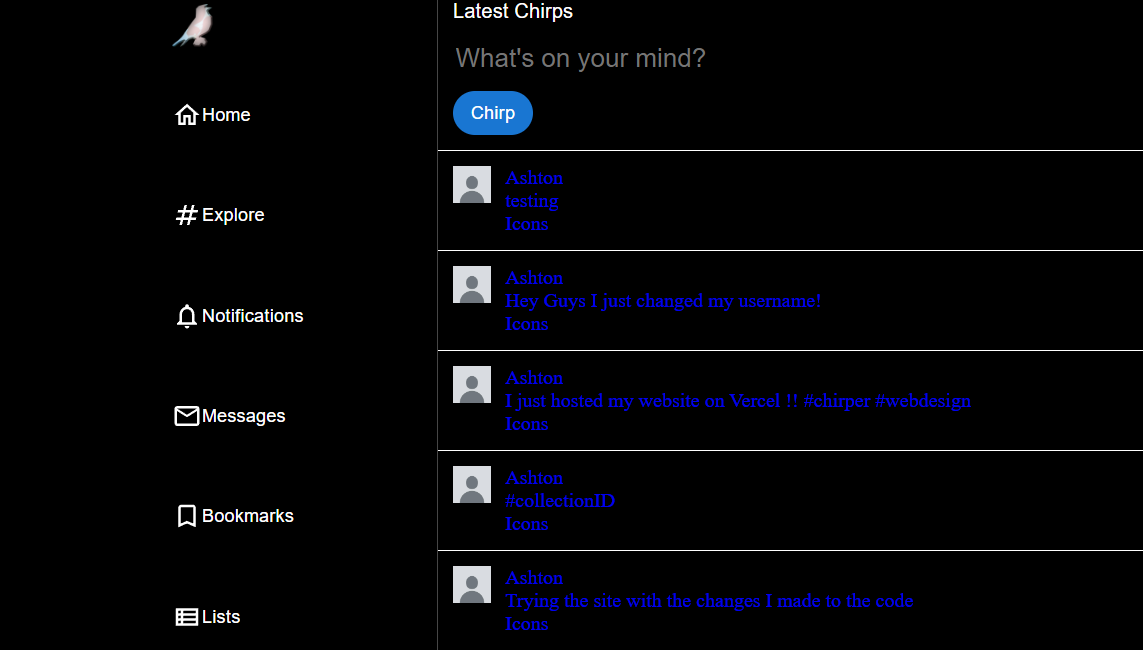 Home
Explore
Notifications
Messages
Bookmarks
Lists
Latest Chirps
What's on your mind?
Chirp
Ashton
testing
Icons
Ashton
Hey Guys I just changed my username!
Icons
Ashton
I just hosted my website on Vercel !! #chirper #webdesign
Icons
Ashton
#collectionID
Icons
Ashton
Trying the site with the changes I made to the code
Icons